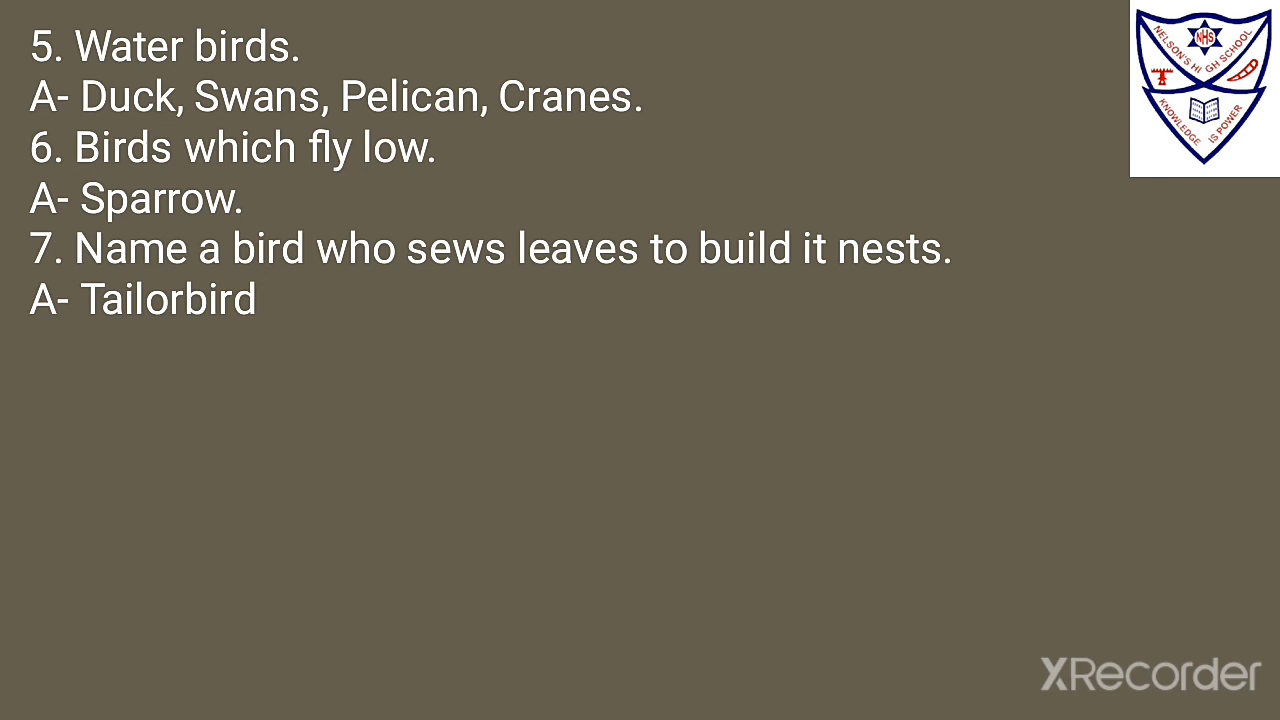 5. Water birds.
A- Duck, Swans, Pelican, Cranes.
6. Birds which fly low.
A- Sparrow.
7. Name a bird who sews leaves to build it nests.
A- Tailorbird
NELSON'S HIGH SCHOOL
NHS
KNOWLEDGE IS POWER
XRecorder